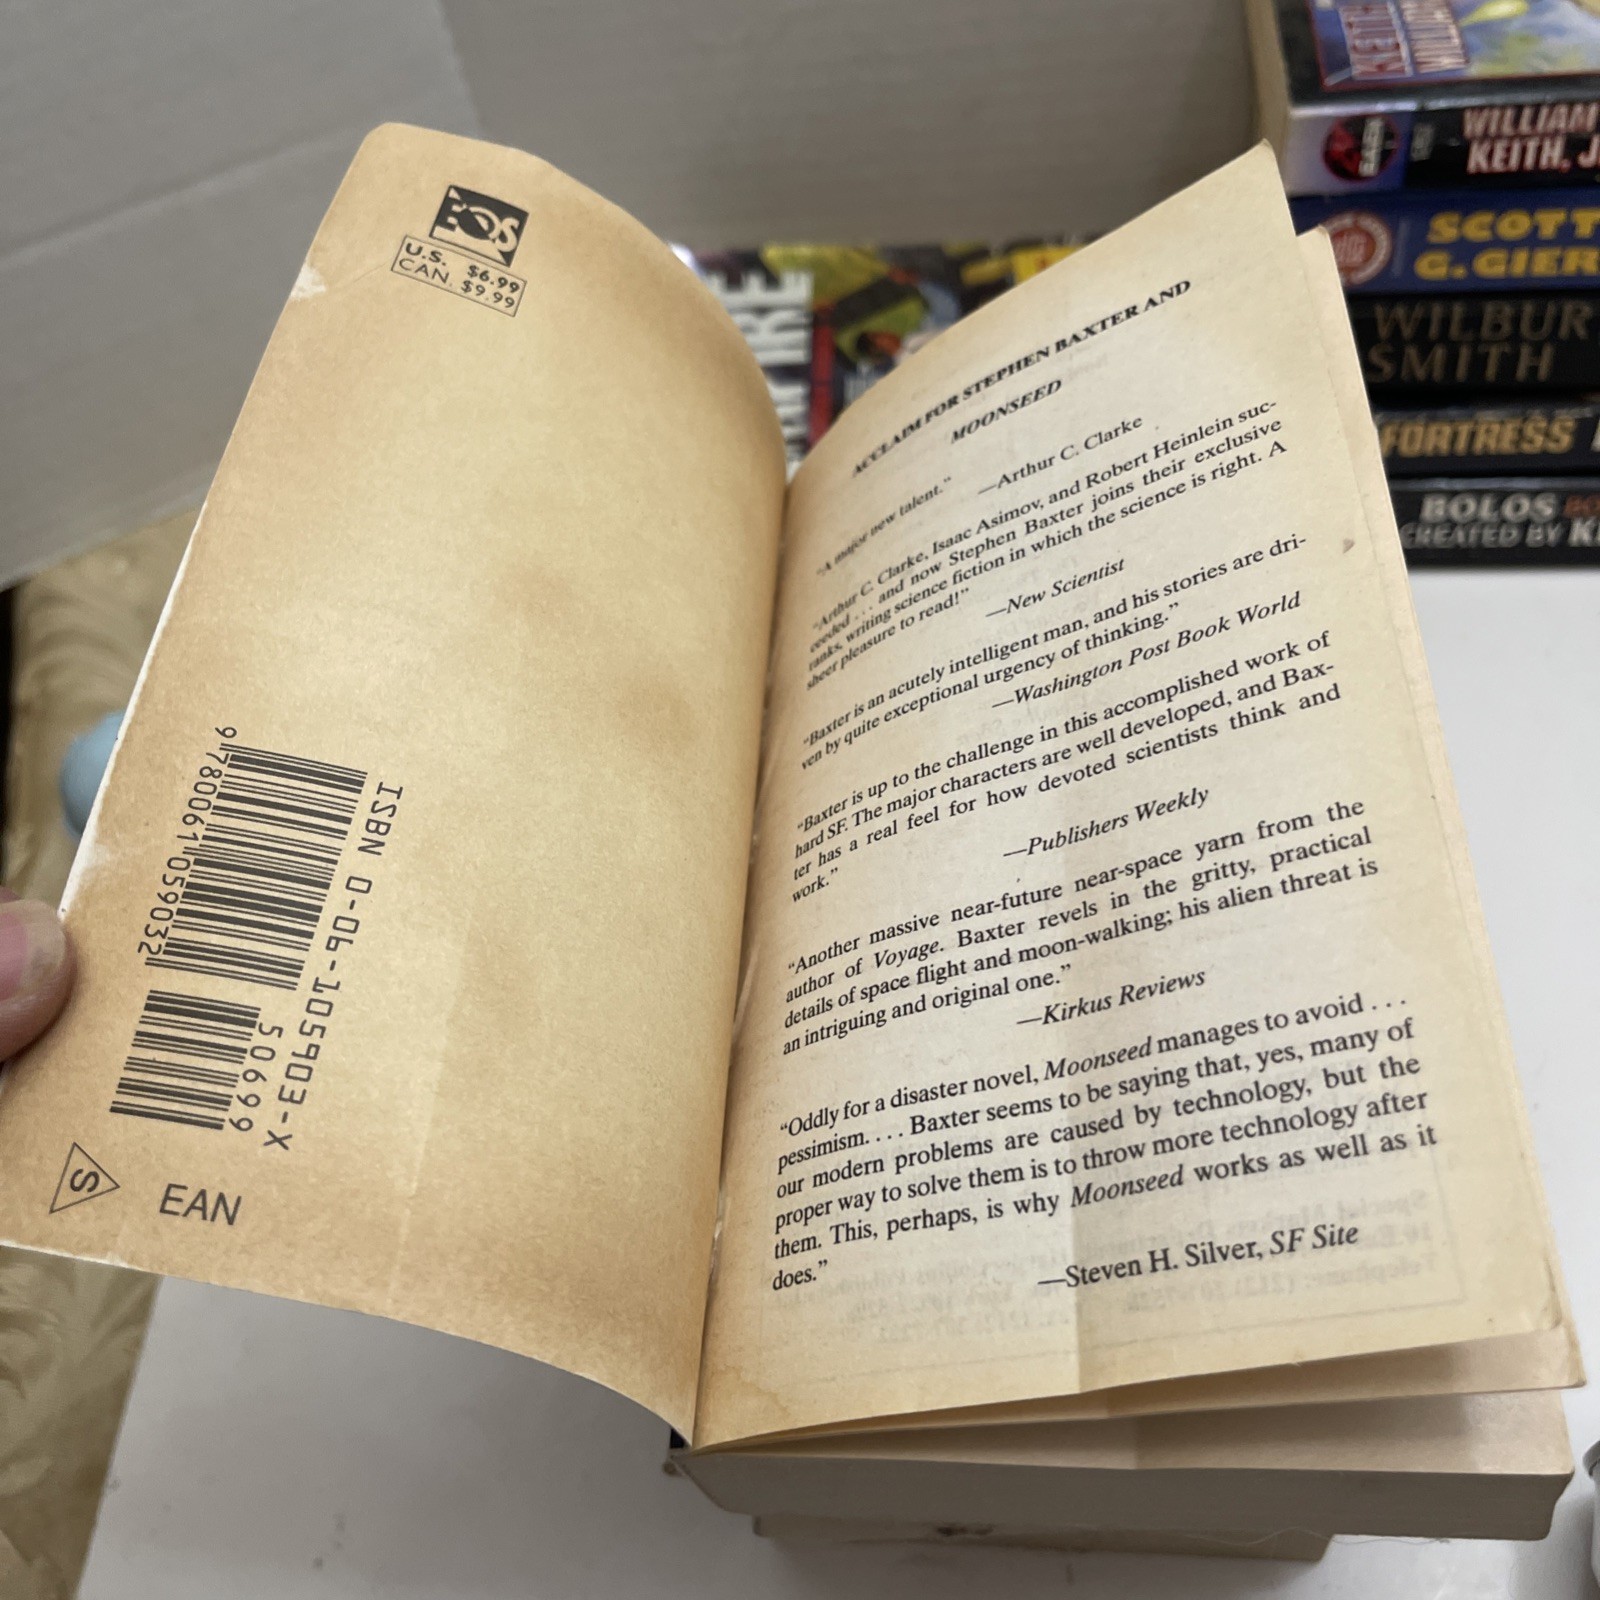 EOS
U.S. $6.99
CAN. $9.99
9 780061 059032
ISBN 0-06-105903-X
50699
S
EAN
ACCLAIM FOR STEPHEN BAXTER AND
MOONSEED
“A major new talent.”
—Arthur C. Clarke
“Arthur C. Clarke, Isaac Asimov, and Robert Heinlein suc-
ceeded . . . and now Stephen Baxter joins their exclusive
ranks, writing science fiction in which the science is right. A
sheer pleasure to read!”
—New Scientist
“Baxter is an acutely intelligent man, and his stories are dri-
ven by quite exceptional urgency of thinking.”
—Washington Post Book World
“Baxter is up to the challenge in this accomplished work of
hard SF. The major characters are well developed, and Bax-
ter has a real feel for how devoted scientists think and
work.”
—Publishers Weekly
“Another massive near-future near-space yarn from the
author of Voyage. Baxter revels in the gritty, practical
details of space flight and moon-walking; his alien threat is
an intriguing and original one.”
—Kirkus Reviews
“Oddly for a disaster novel, Moonseed manages to avoid . . .
pessimism. . . . Baxter seems to be saying that, yes, many of
our modern problems are caused by technology, but the
proper way to solve them is to throw more technology after
them. This, perhaps, is why Moonseed works as well as it
does.”
—Steven H. Silver, SF Site
KEITH
WILLIAM
KEITH, J
SCOTT
G. GIER
WILBUR
SMITH
FORTRESS
BOLOS
CREATED BY K